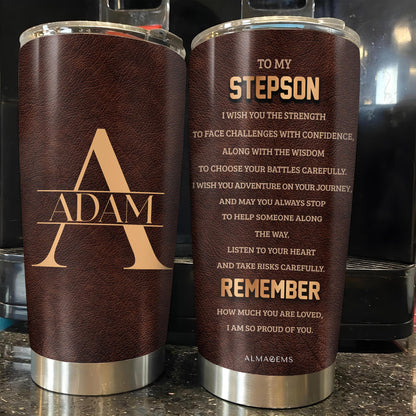 A
ADAM
TO MY
STEPSON
I WISH YOU THE STRENGTH
TO FACE CHALLENGES WITH CONFIDENCE,
ALONG WITH THE WISDOM
TO CHOOSE YOUR BATTLES CAREFULLY.
I WISH YOU ADVENTURE ON YOUR JOURNEY,
AND MAY YOU ALWAYS STOP
TO HELP SOMEONE ALONG
THE WAY.
LISTEN TO YOUR HEART
AND TAKE RISKS CAREFULLY.
REMEMBER
HOW MUCH YOU ARE LOVED,
I AM SO PROUD OF YOU.
ALMAGEMS